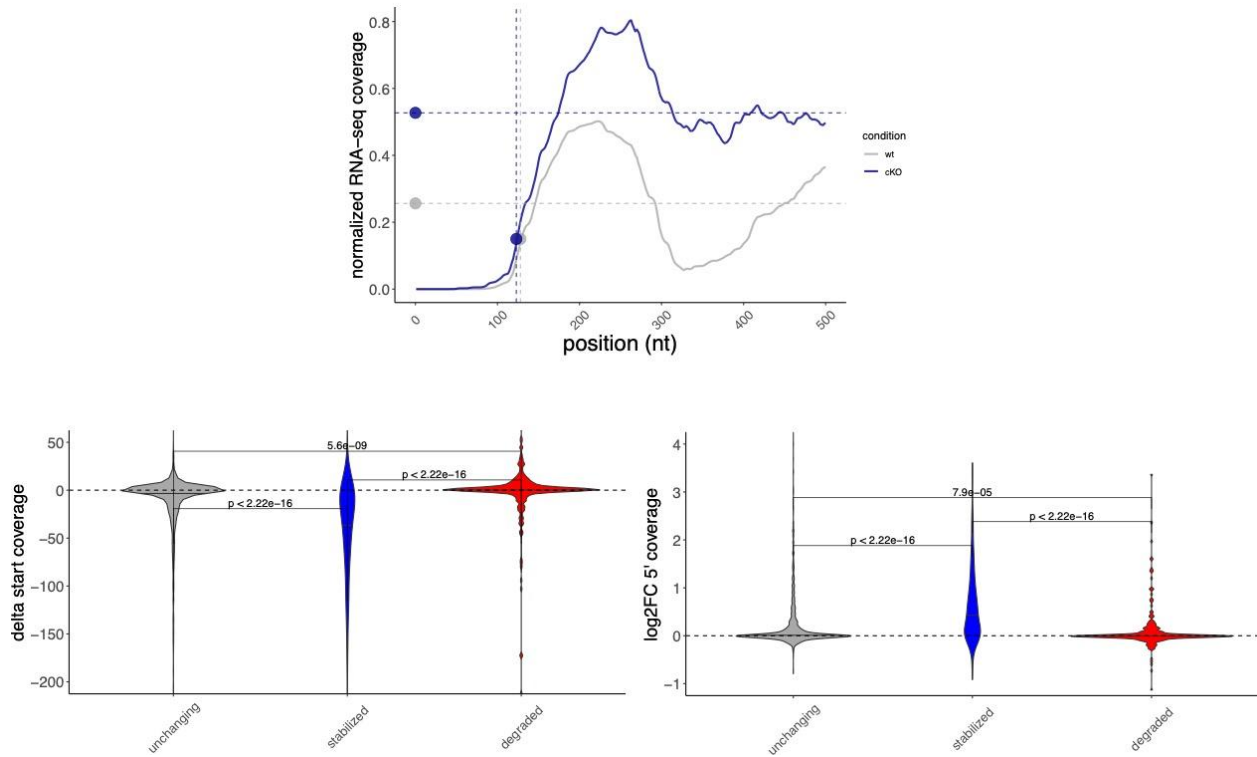 normalized RNA-seq coverage
0.8
0.6
0.4
0.2
0.0
0
100
200
300
400
500
position (nt)
condition
wt
cKO
delta start coverage
50
0
−50
−100
−150
−200
5.6e−09
p < 2.22e−16
p < 2.22e−16
unchanging
stabilized
degraded
log2FC 5' coverage
4
3
2
1
0
−1
7.9e−05
p < 2.22e−16
p < 2.22e−16
unchanging
stabilized
degraded